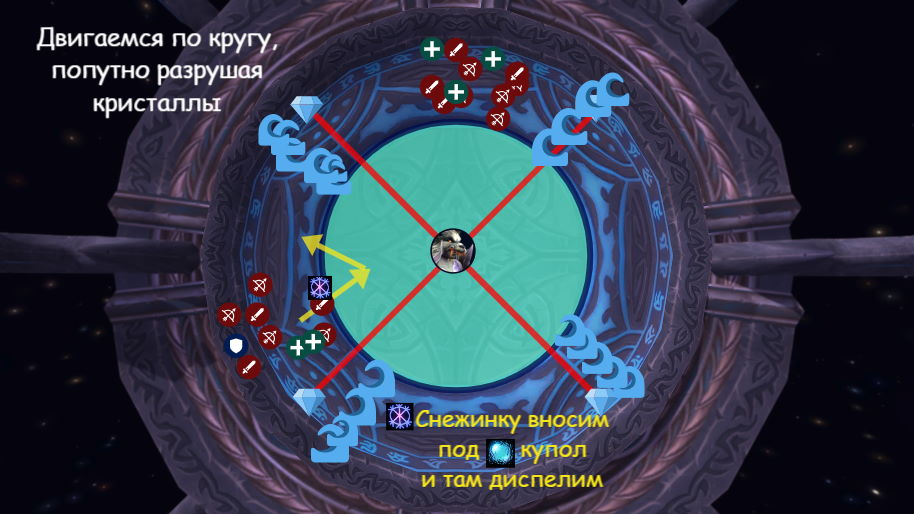 Двигаемся по кругу,
попутно разрушая
кристаллы
Снежинку вносим
под купол
и там диспелим